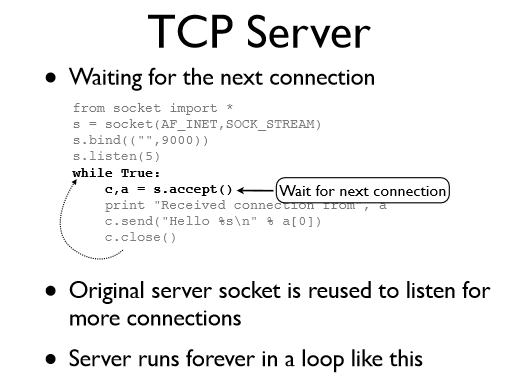 TCP Server
• Waiting for the next connection
from socket import *
s = socket(AF_INET,SOCK_STREAM)
s.bind(("",9000))
s.listen(5)
while True:
c,a = s.accept()
Wait for next connection
print "Received connection from", a
c.send("Hello %s\n" % a[0])
c.close()
• Original server socket is reused to listen for
more connections
• Server runs forever in a loop like this